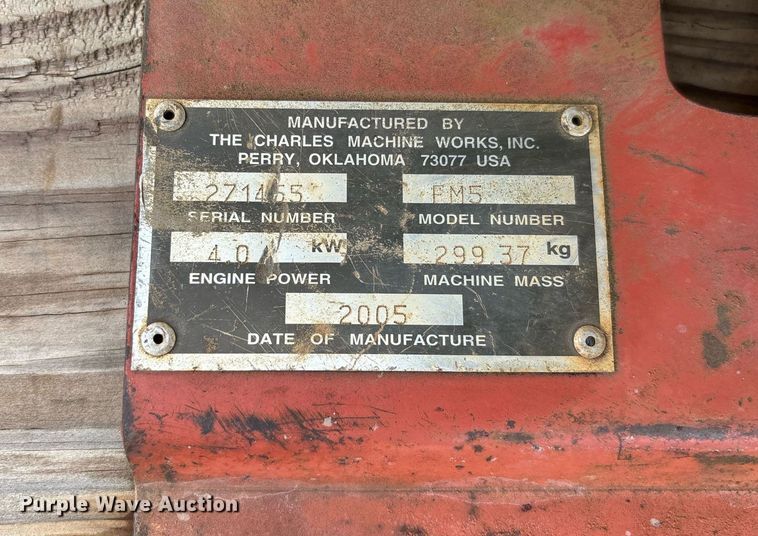 MANUFACTURED BY
THE CHARLES MACHINE WORKS, INC.
PERRY, OKLAHOMA 73077 USA
271455 FM5
SERIAL NUMBER MODEL NUMBER
4.0 kW 299.37 kg
ENGINE POWER MACHINE MASS
2005
DATE OF MANUFACTURE
Purple Wave Auction